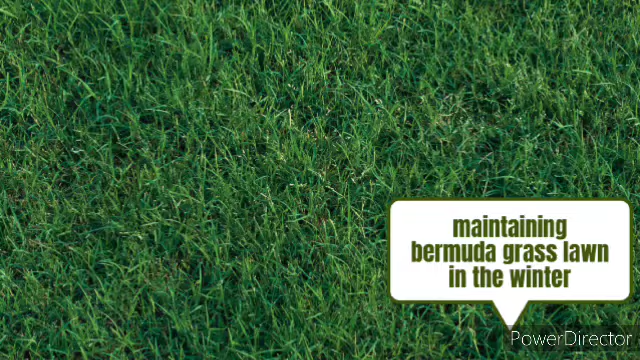 maintaining
bermuda grass lawn
in the winter
PowerDirector